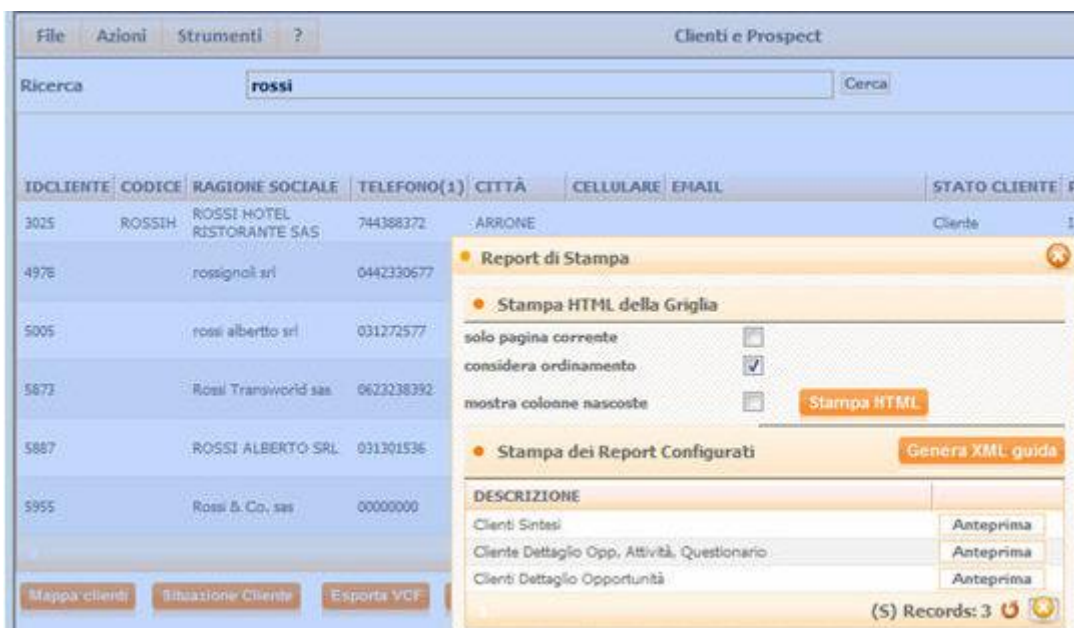 File Azioni Strumenti ? Clienti e Prospect
Ricerca rossi Cerca
IDCLIENTE CODICE RAGIONE SOCIALE TELEFONO(1) CITTÀ CELLULARE EMAIL STATO CLIENTE
3025 ROSSIH ROSSI HOTEL RISTORANTE SAS 744388372 ARRONE Cliente
4978 rossignoli srl 0442330677
5005 rossi albertto srl 031272577
5873 Rossi Transworld sas 0623238392
5887 ROSSI ALBERTO SRL 031301536
5955 Rossi & Co. sas 00000000
Mappa clienti Situazione Cliente Esporta VCF
Report di Stampa
Stampa HTML della Griglia
solo pagina corrente
considera ordinamento
mostra colonne nascoste Stampa HTML
Stampa dei Report Configurati Genera XML guida
DESCRIZIONE
Clienti Sintesi Anteprima
Cliente Dettaglio Opp, Attività, Questionario Anteprima
Clienti Dettaglio Opportunità Anteprima
(S) Records: 3